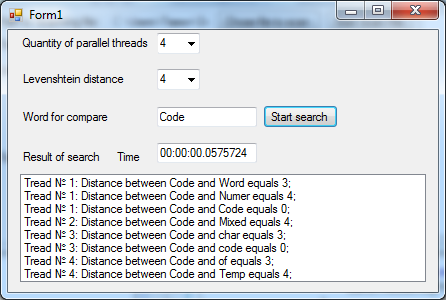 Form1
Quantity of parallel threads 4
Levenshtein distance 4
Word for compare Code Start search
Result of search Time 00:00:00.0575724
Tread № 1: Distance between Code and Word equals 3;
Tread № 1: Distance between Code and Numer equals 4;
Tread № 1: Distance between Code and Code equals 0;
Tread № 2: Distance between Code and Mixed equals 4;
Tread № 3: Distance between Code and char equals 3;
Tread № 3: Distance between Code and code equals 0;
Tread № 4: Distance between Code and of equals 3;
Tread № 4: Distance between Code and Temp equals 4;